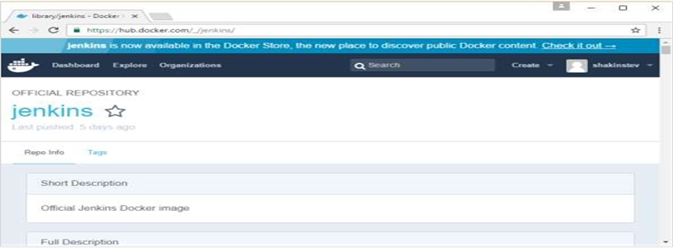 library/jenkins - Docker
https://hub.docker.com/_/jenkins/
jenkins is now available in the Docker Store, the new place to discover public Docker content. Check it out →
Dashboard Explore Organizations Search Create shakinstev
OFFICIAL REPOSITORY
jenkins
Last pushed: 5 days ago
Repo Info Tags
Short Description
Official Jenkins Docker image
Full Description